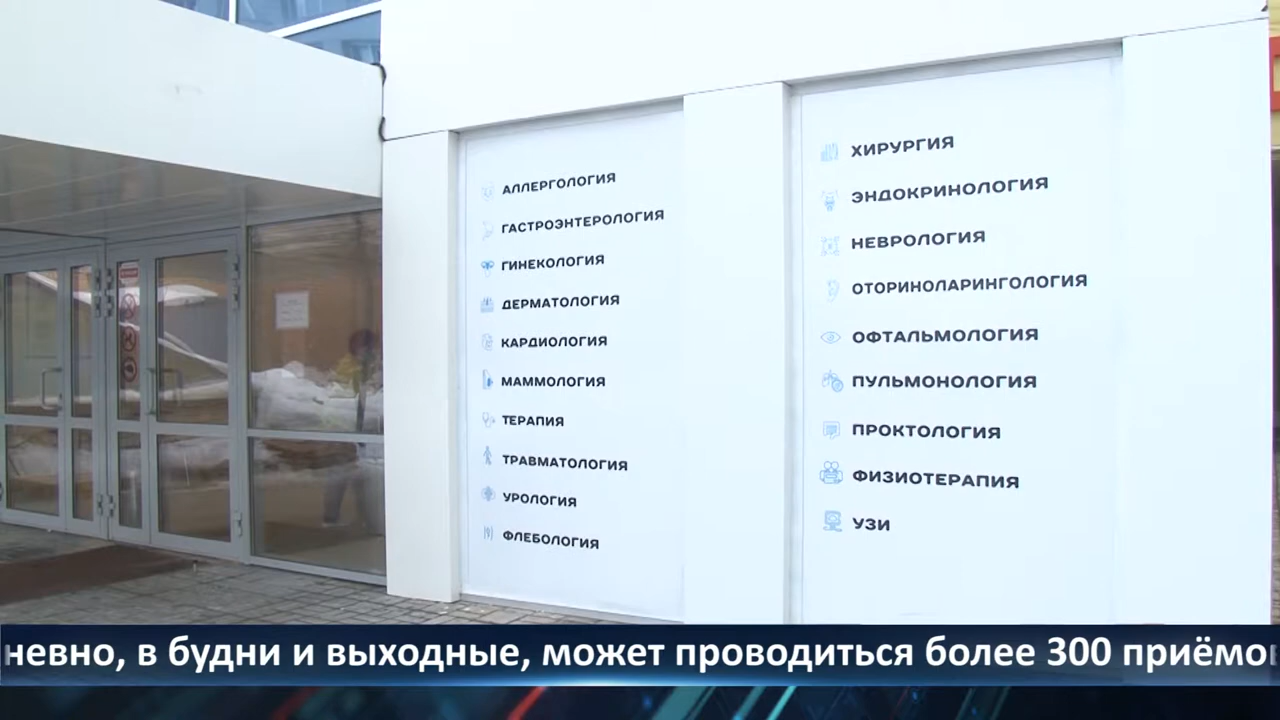 АЛЛЕРГОЛОГИЯ
ГАСТРОЭНТЕРОЛОГИЯ
ГИНЕКОЛОГИЯ
ДЕРМАТОЛОГИЯ
КАРДИОЛОГИЯ
МАММОЛОГИЯ
ТЕРАПИЯ
ТРАВМАТОЛОГИЯ
УРОЛОГИЯ
ФЛЕБОЛОГИЯ
ХИРУРГИЯ
ЭНДОКРИНОЛОГИЯ
НЕВРОЛОГИЯ
ОТОРИНОЛАРИНГОЛОГИЯ
ОФТАЛЬМОЛОГИЯ
ПУЛЬМОНОЛОГИЯ
ПРОКТОЛОГИЯ
ФИЗИОТЕРАПИЯ
УЗИ
невно, в будни и выходные, может проводиться более 300 приёмо